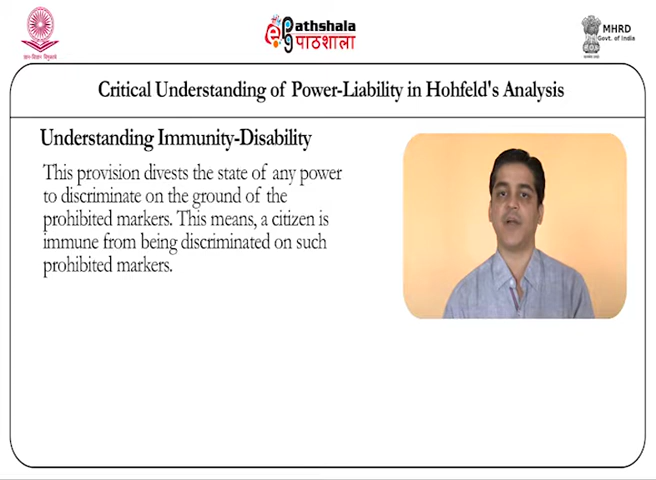 Pathshala
पाठशाला
MHRD
Govt. of India
Critical Understanding of Power-Liability in Hohfeld's Analysis
Understanding Immunity-Disability
This provision divests the state of any power
to discriminate on the ground of the
prohibited markers. This means, a citizen is
immune from being discriminated on such
prohibited markers.